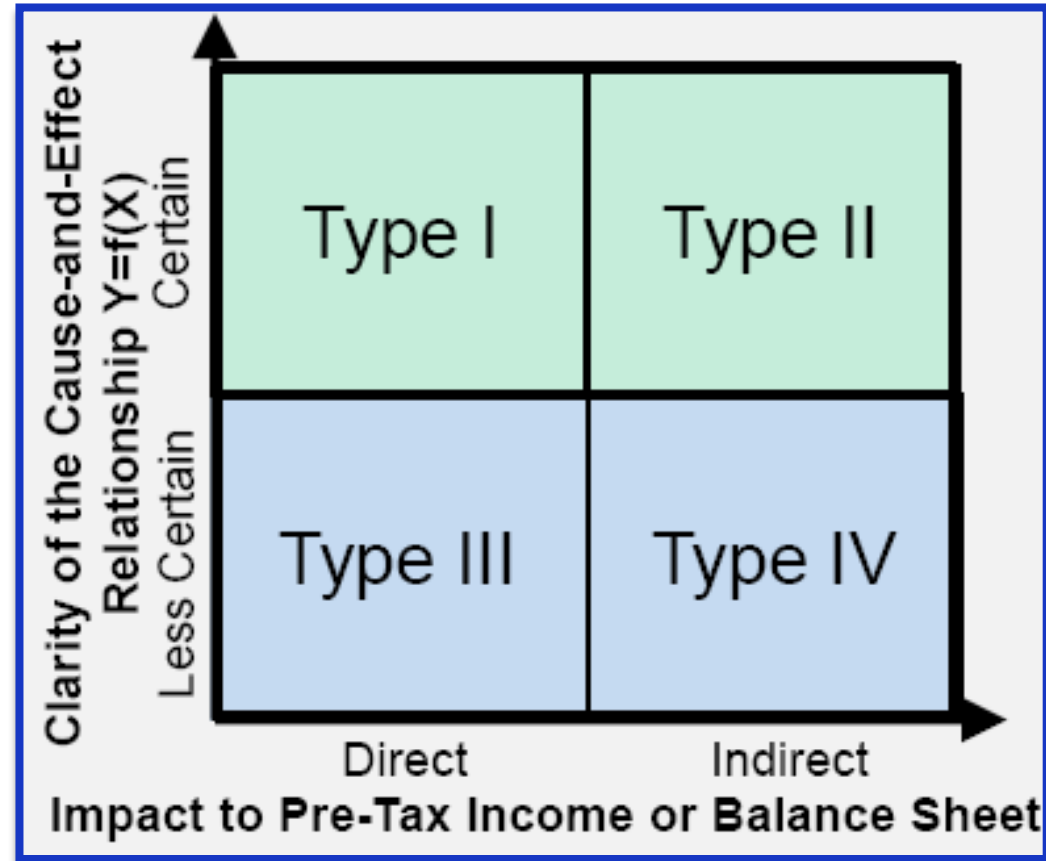 Clarity of the Cause-and-Effect
Relationship Y=f(X)
Certain
Less Certain
Type I
Type II
Type III
Type IV
Direct
Indirect
Impact to Pre-Tax Income or Balance Sheet